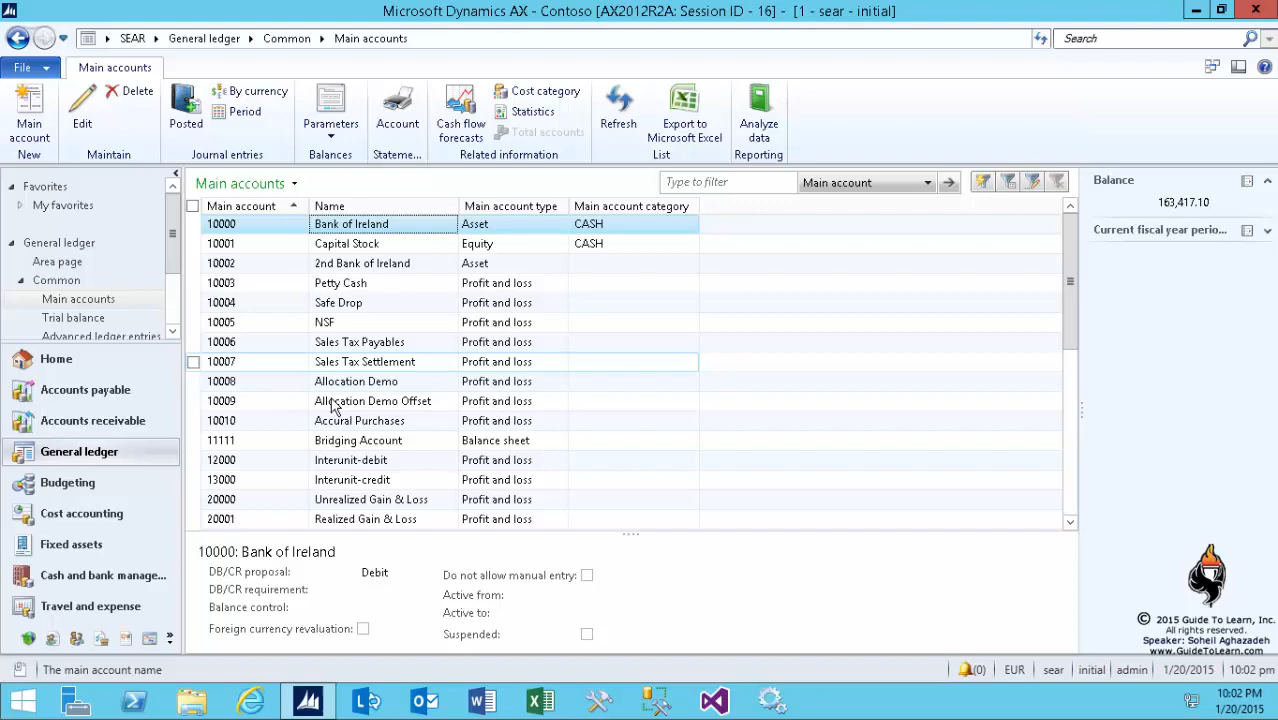 Microsoft Dynamics AX - Contoso [AX2012R2A: Session ID - 16] - [1 - sear - initial]
SEAR
General ledger
Common
Main accounts
Search
File
Main accounts
Main account
New
Edit
Delete
Maintain
Posted
By currency
Period
Journal entries
Parameters
Balances
Account
Stateme...
Cash flow forecasts
Cost category
Statistics
Total accounts
Related information
Refresh
Export to Microsoft Excel
List
Analyze data
Reporting
Favorites
My favorites
General ledger
Area page
Common
Main accounts
Trial balance
Advanced ledger entries
Home
Accounts payable
Accounts receivable
General ledger
Budgeting
Cost accounting
Fixed assets
Cash and bank manage...
Travel and expense
Main accounts
Type to filter
Main account
Main account Name Main account type Main account category
10000 Bank of Ireland Asset CASH
10001 Capital Stock Equity CASH
10002 2nd Bank of Ireland Asset
10003 Petty Cash Profit and loss
10004 Safe Drop Profit and loss
10005 NSF Profit and loss
10006 Sales Tax Payables Profit and loss
10007 Sales Tax Settlement Profit and loss
10008 Allocation Demo Profit and loss
10009 Allocation Demo Offset Profit and loss
10010 Accural Purchases Profit and loss
11111 Bridging Account Balance sheet
12000 Interunit-debit Profit and loss
13000 Interunit-credit Profit and loss
20000 Unrealized Gain & Loss Profit and loss
20001 Realized Gain & Loss Profit and loss
10000: Bank of Ireland
DB/CR proposal: Debit
DB/CR requirement:
Balance control:
Foreign currency revaluation:
Do not allow manual entry:
Active from:
Active to:
Suspended:
Balance
163,417.10
Current fiscal year perio...
© 2015 Guide To Learn, Inc.
All rights reserved.
Speaker: Soheil Aghazadeh
www.GuideToLearn.com
The main account name
(0) EUR sear initial admin 1/20/2015 10:02 pm
10:02 PM
1/20/2015